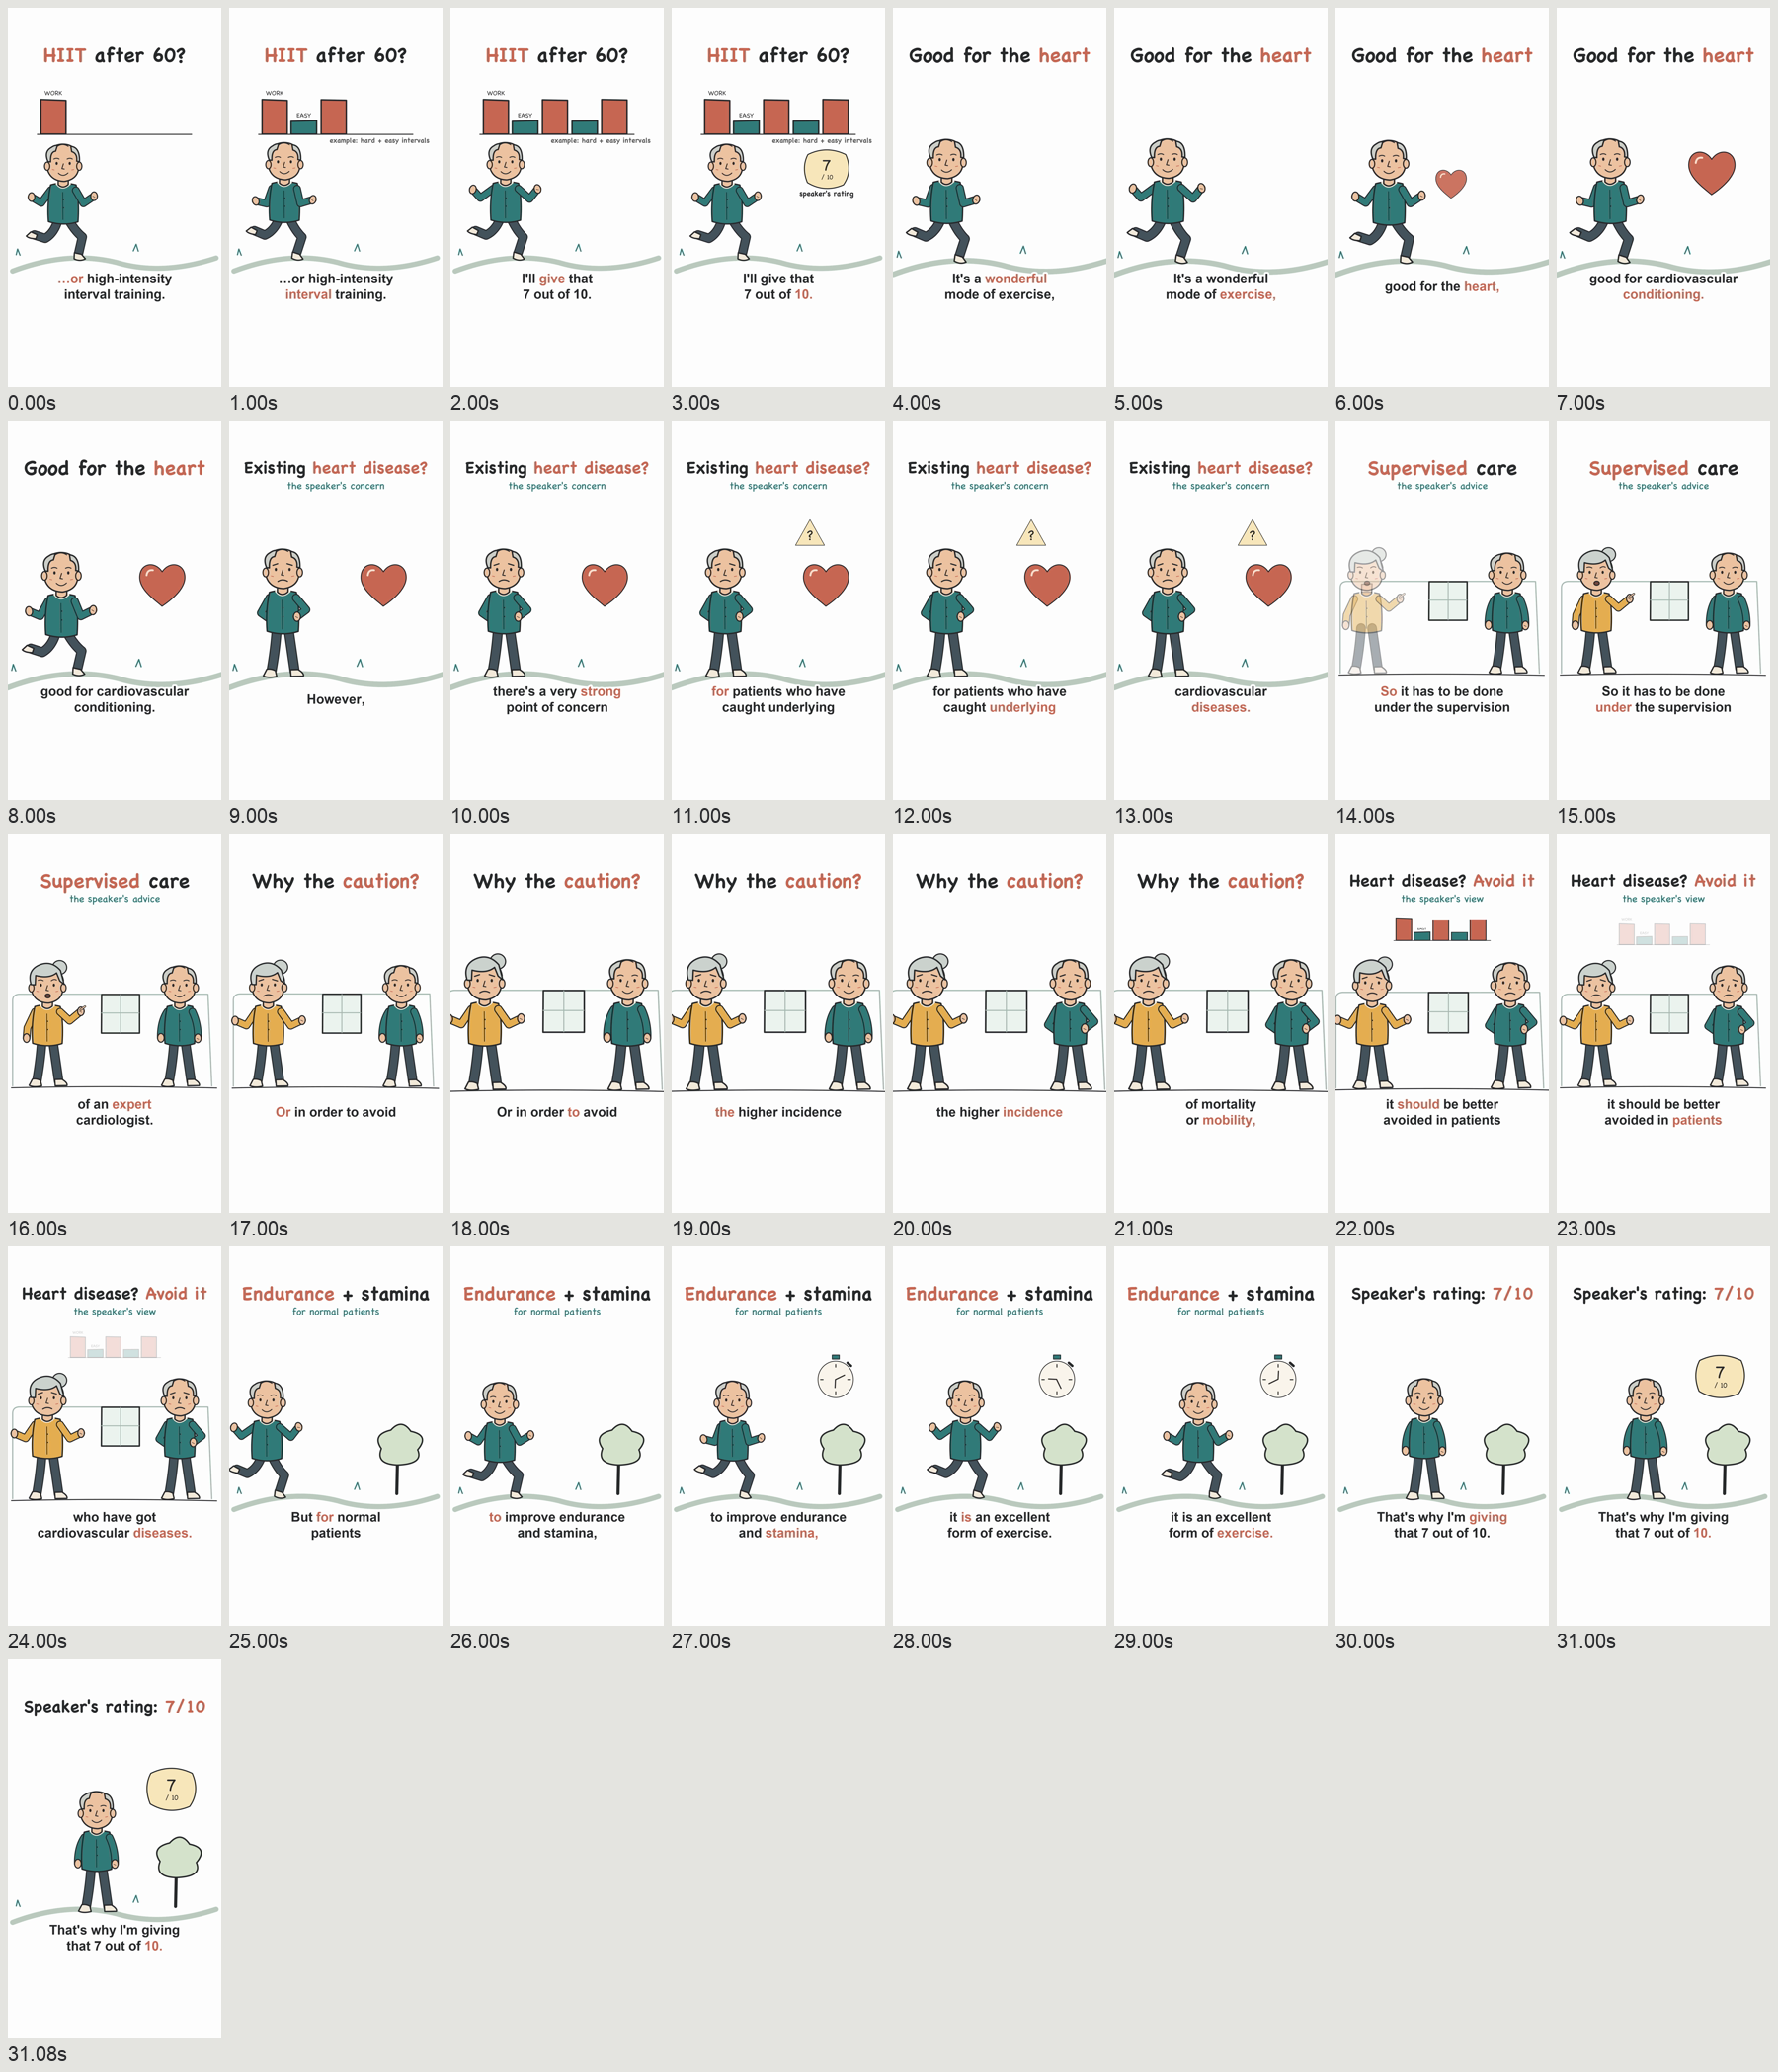 HIIT after 60?
WORK
…or high-intensity
interval training.
0.00s
HIIT after 60?
WORK
EASY
example: hard + easy intervals
…or high-intensity
interval training.
1.00s
HIIT after 60?
WORK
EASY
example: hard + easy intervals
I'll give that
7 out of 10.
2.00s
HIIT after 60?
WORK
EASY
example: hard + easy intervals
7
/ 10
speaker's rating
I'll give that
7 out of 10.
3.00s
Good for the heart
It's a wonderful
mode of exercise,
4.00s
Good for the heart
It's a wonderful
mode of exercise,
5.00s
Good for the heart
good for the heart,
6.00s
Good for the heart
good for cardiovascular
conditioning.
7.00s
Good for the heart
good for cardiovascular
conditioning.
8.00s
Existing heart disease?
the speaker's concern
However,
9.00s
Existing heart disease?
the speaker's concern
there's a very strong
point of concern
10.00s
Existing heart disease?
the speaker's concern
?
for patients who have
caught underlying
11.00s
Existing heart disease?
the speaker's concern
?
for patients who have
caught underlying
12.00s
Existing heart disease?
the speaker's concern
?
cardiovascular
diseases.
13.00s
Supervised care
the speaker's advice
So it has to be done
under the supervision
14.00s
Supervised care
the speaker's advice
So it has to be done
under the supervision
15.00s
Supervised care
the speaker's advice
of an expert
cardiologist.
16.00s
Why the caution?
Or in order to avoid
17.00s
Why the caution?
Or in order to avoid
18.00s
Why the caution?
the higher incidence
19.00s
Why the caution?
the higher incidence
20.00s
Why the caution?
of mortality
or mobility,
21.00s
Heart disease? Avoid it
the speaker's view
it should be better
avoided in patients
22.00s
Heart disease? Avoid it
the speaker's view
it should be better
avoided in patients
23.00s
Heart disease? Avoid it
the speaker's view
who have got
cardiovascular diseases.
24.00s
Endurance + stamina
for normal patients
But for normal
patients
25.00s
Endurance + stamina
for normal patients
to improve endurance
and stamina,
26.00s
Endurance + stamina
for normal patients
to improve endurance
and stamina,
27.00s
Endurance + stamina
for normal patients
it is an excellent
form of exercise.
28.00s
Endurance + stamina
for normal patients
it is an excellent
form of exercise.
29.00s
Speaker's rating: 7/10
That's why I'm giving
that 7 out of 10.
30.00s
Speaker's rating: 7/10
7
/ 10
That's why I'm giving
that 7 out of 10.
31.00s
Speaker's rating: 7/10
7
/ 10
That's why I'm giving
that 7 out of 10.
31.08s